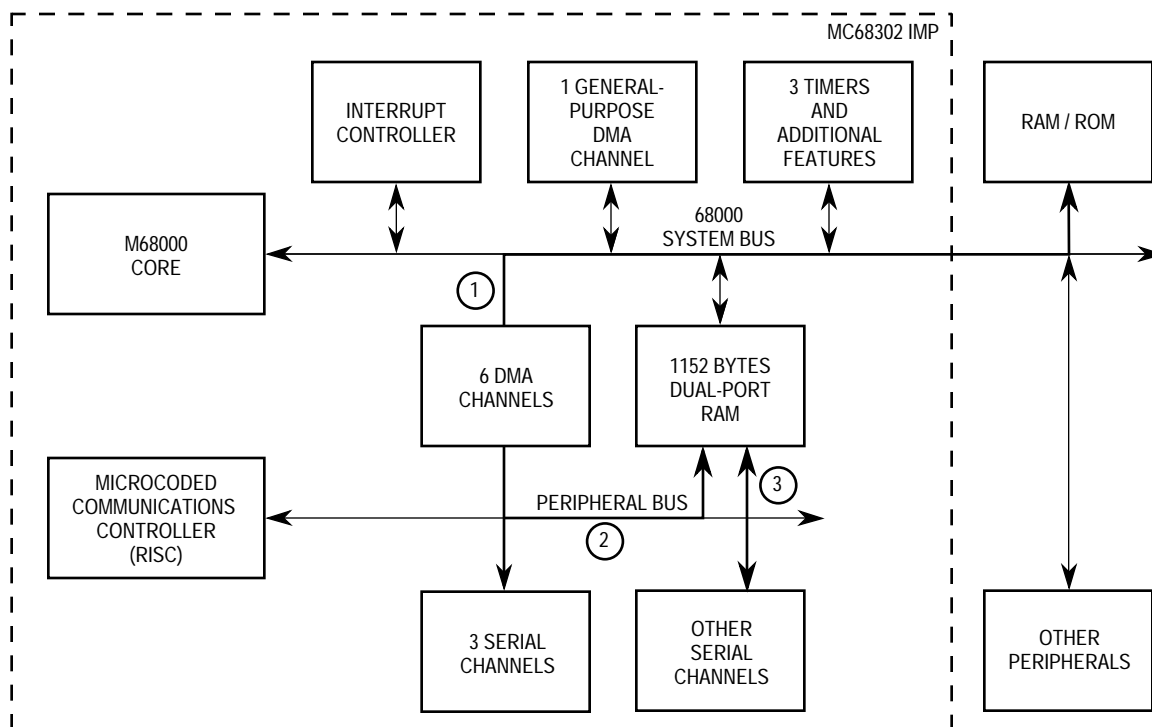 MC68302 IMP
INTERRUPT
CONTROLLER
1 GENERAL-
PURPOSE
DMA
CHANNEL
3 TIMERS
AND
ADDITIONAL
FEATURES
RAM / ROM
M68000
CORE
68000
SYSTEM BUS
1
6 DMA
CHANNELS
1152 BYTES
DUAL-PORT
RAM
MICROCODED
COMMUNICATIONS
CONTROLLER
(RISC)
PERIPHERAL BUS
2
3
3 SERIAL
CHANNELS
OTHER
SERIAL
CHANNELS
OTHER
PERIPHERALS